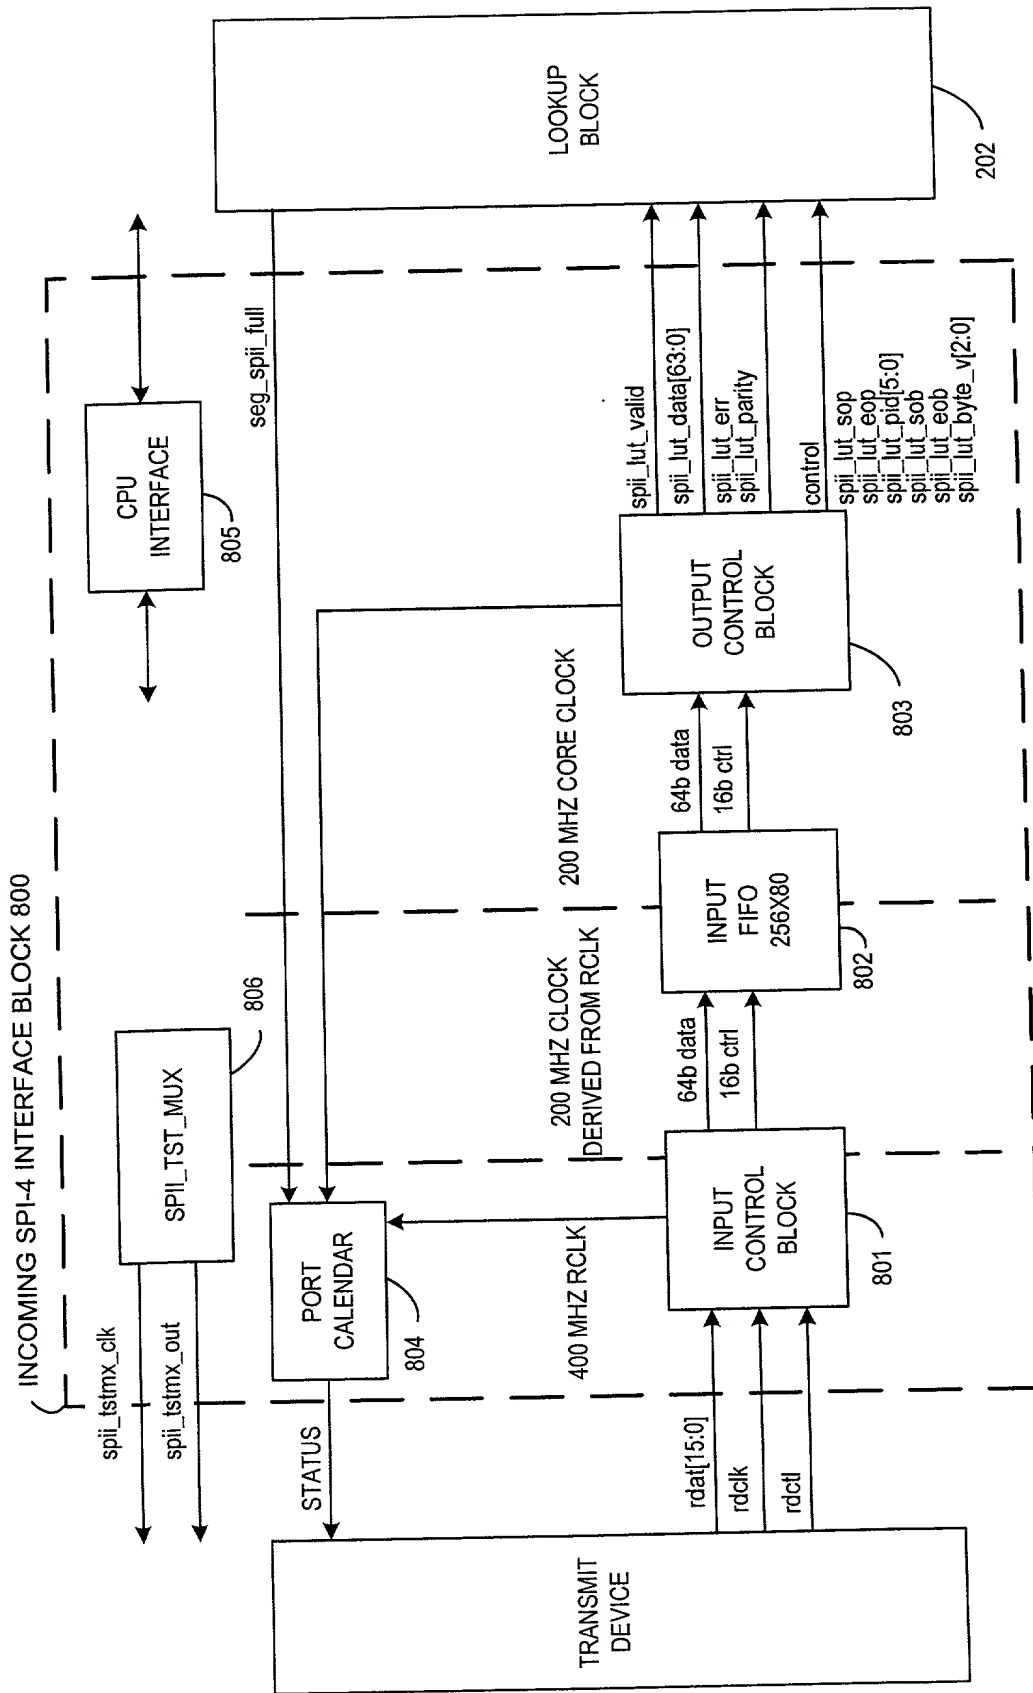 INCOMING SPI-4 INTERFACE BLOCK 800
spii_tstmx_clk
spii_tstmx_out
SPII_TST_MUX
806
CPU
INTERFACE
805
seg_spii_full
STATUS
PORT
CALENDAR
804
400 MHZ RCLK
200 MHZ CLOCK
DERIVED FROM RCLK
200 MHZ CORE CLOCK
TRANSMIT
DEVICE
rdat[15:0]
rdclk
rdctl
INPUT
CONTROL
BLOCK
801
64b data
16b ctrl
INPUT
FIFO
256X80
802
64b data
16b ctrl
OUTPUT
CONTROL
BLOCK
803
spii_lut_valid
spii_lut_data[63:0]
spii_lut_err
spii_lut_parity
control
spii_lut_sop
spii_lut_eop
spii_lut_pid[5:0]
spii_lut_sob
spii_lut_eob
spii_lut_byte_v[2:0]
LOOKUP
BLOCK
202